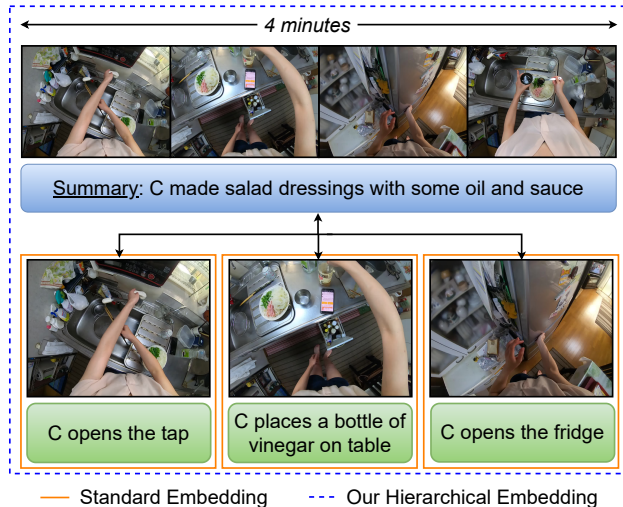 4 minutes
Summary: C made salad dressings with some oil and sauce
C opens the tap
C places a bottle of
vinegar on table
C opens the fridge
Standard Embedding
Our Hierarchical Embedding